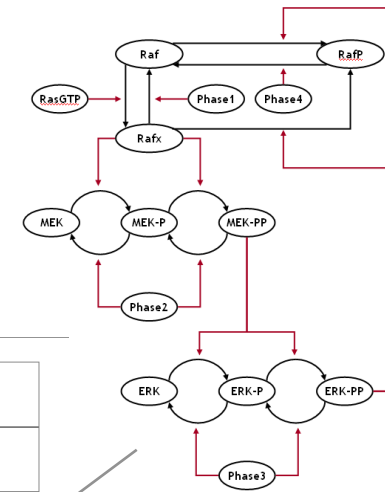 Raf
RafP
RasGTP
Phase1
Phase4
Rafx
MEK
MEK-P
MEK-PP
Phase2
ERK
ERK-P
ERK-PP
Phase3